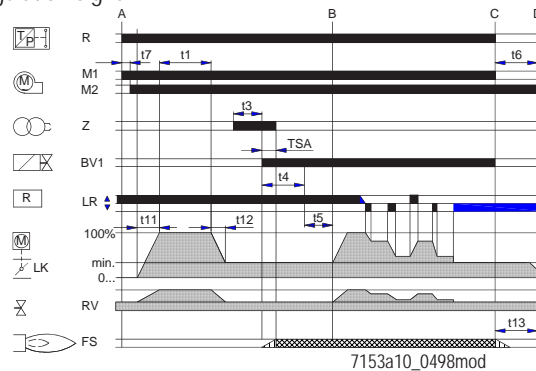 A B C D
R
t7 t1 t6
M1
M
M2
t3
Z
TSA
BV1
t4
R
LR
t11 t12 t5
100%
M
min.
LK
0...
RV
FS
t13
7153a10_0498mod